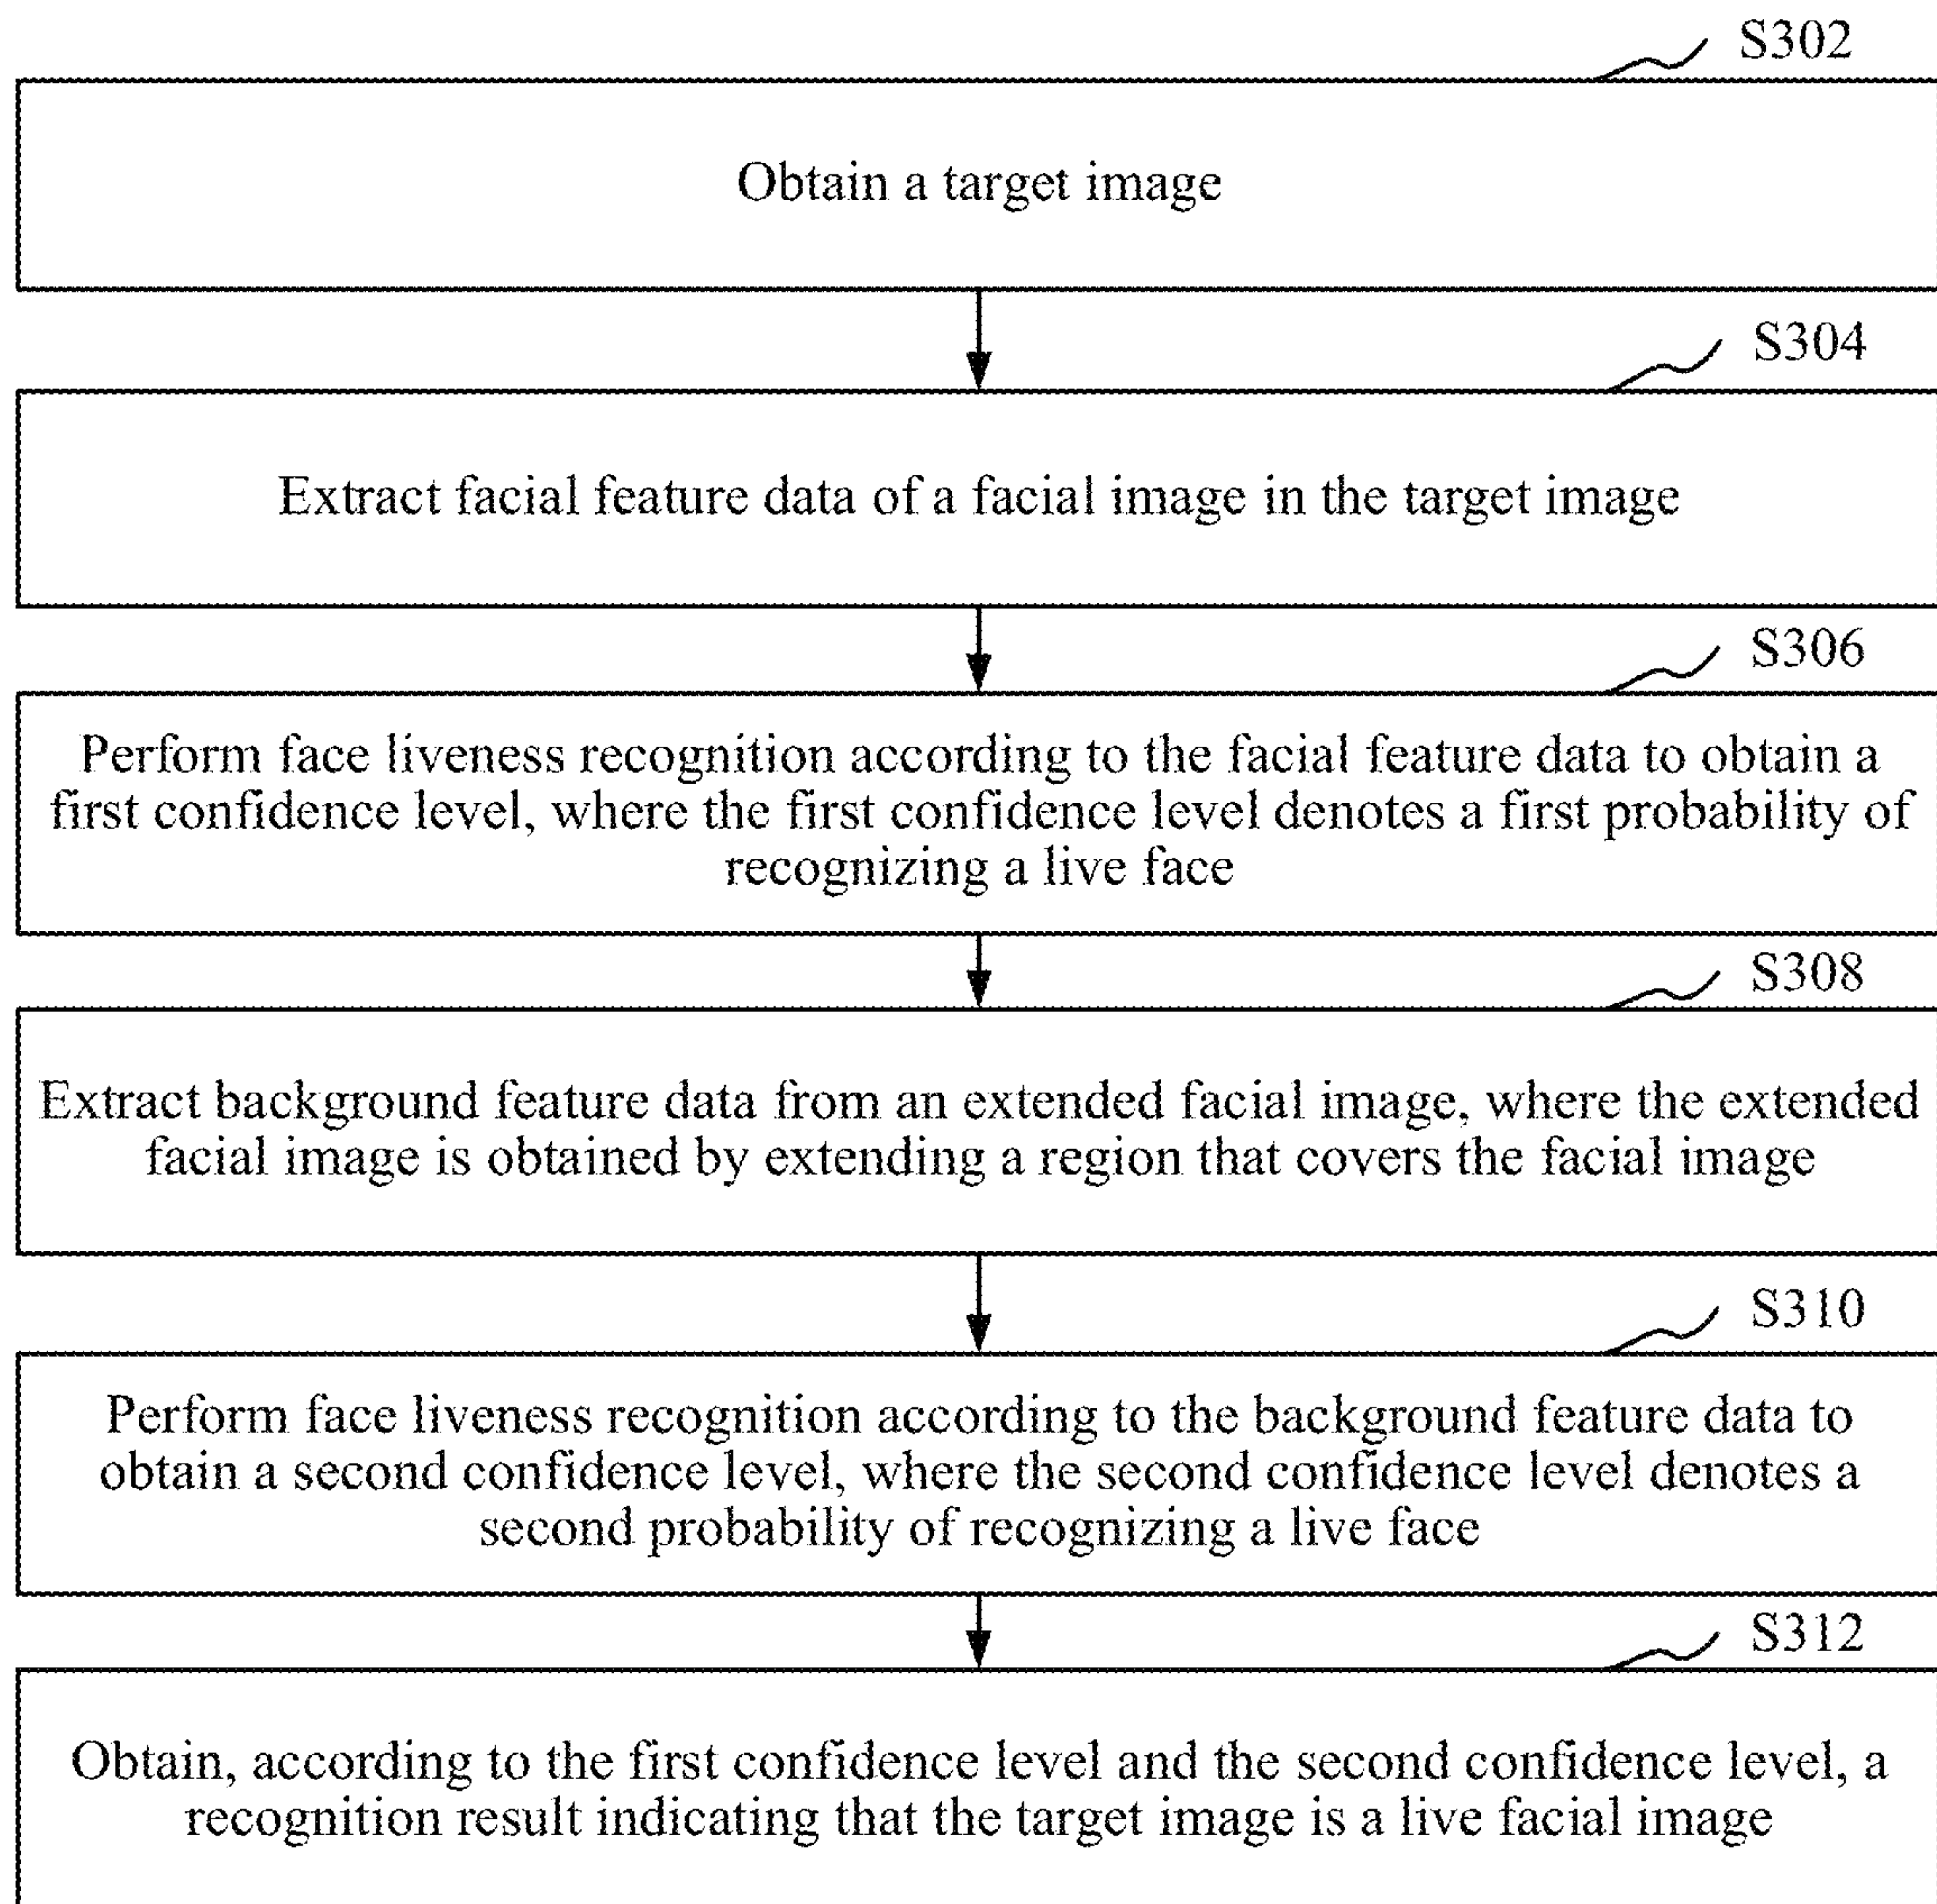 S302
Obtain a target image
S304
Extract facial feature data of a facial image in the target image
S306
Perform face liveness recognition according to the facial feature data to obtain a
first confidence level, where the first confidence level denotes a first probability of
recognizing a live face
S308
Extract background feature data from an extended facial image, where the extended
facial image is obtained by extending a region that covers the facial image
S310
Perform face liveness recognition according to the background feature data to
obtain a second confidence level, where the second confidence level denotes a
second probability of recognizing a live face
S312
Obtain, according to the first confidence level and the second confidence level, a
recognition result indicating that the target image is a live facial image